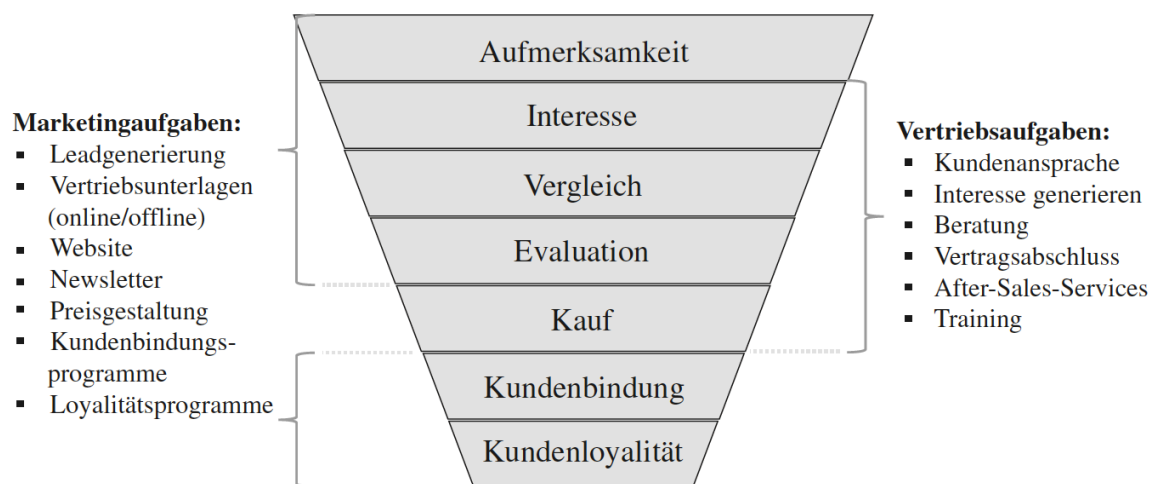 Aufmerksamkeit
Interesse
Vergleich
Evaluation
Kauf
Kundenbindung
Kundenloyalität
Marketingaufgaben:
▪ Leadgenerierung
▪ Vertriebsunterlagen
(online/offline)
▪ Website
▪ Newsletter
▪ Preisgestaltung
▪ Kundenbindungs-
programme
▪ Loyalitätsprogramme
Vertriebsaufgaben:
▪ Kundenansprache
▪ Interesse generieren
▪ Beratung
▪ Vertragsabschluss
▪ After-Sales-Services
▪ Training